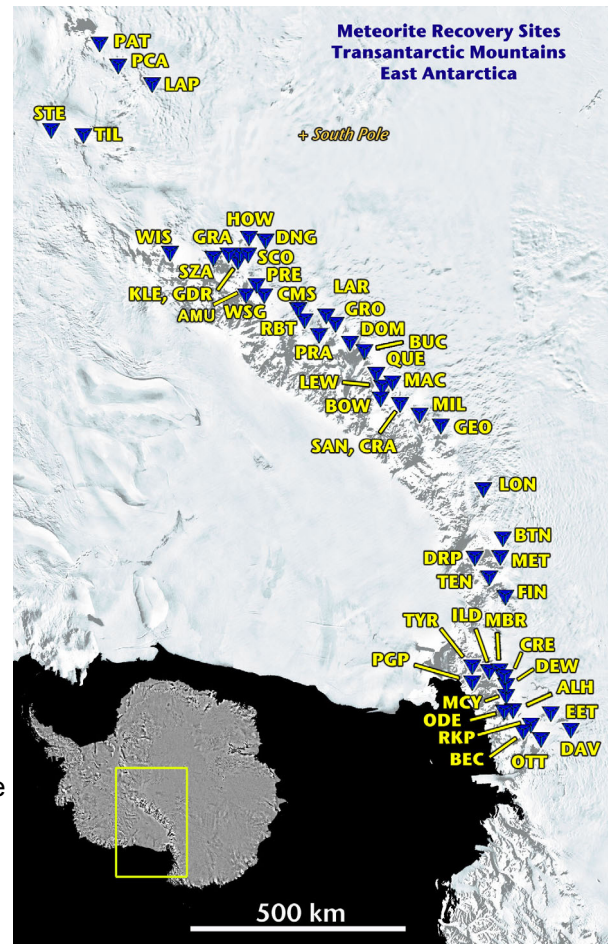 Meteorite Recovery Sites
Transantarctic Mountains
East Antarctica
PAT
PCA
LAP
STE
TIL
+ South Pole
HOW
WIS
GRA
DNG
SCO
SZA
PRE
KLE, GDR
LAR
AMU
WSG
CMS
GRO
RBT
DOM
PRA
BUC
QUE
LEW
MAC
BOW
MIL
GEO
SAN, CRA
LON
BTN
DRP
MET
TEN
FIN
ILD
TYR
MBR
CRE
PGP
DEW
MCY
ALH
ODE
EET
RKP
DAV
BEC
OTT
e
500 km